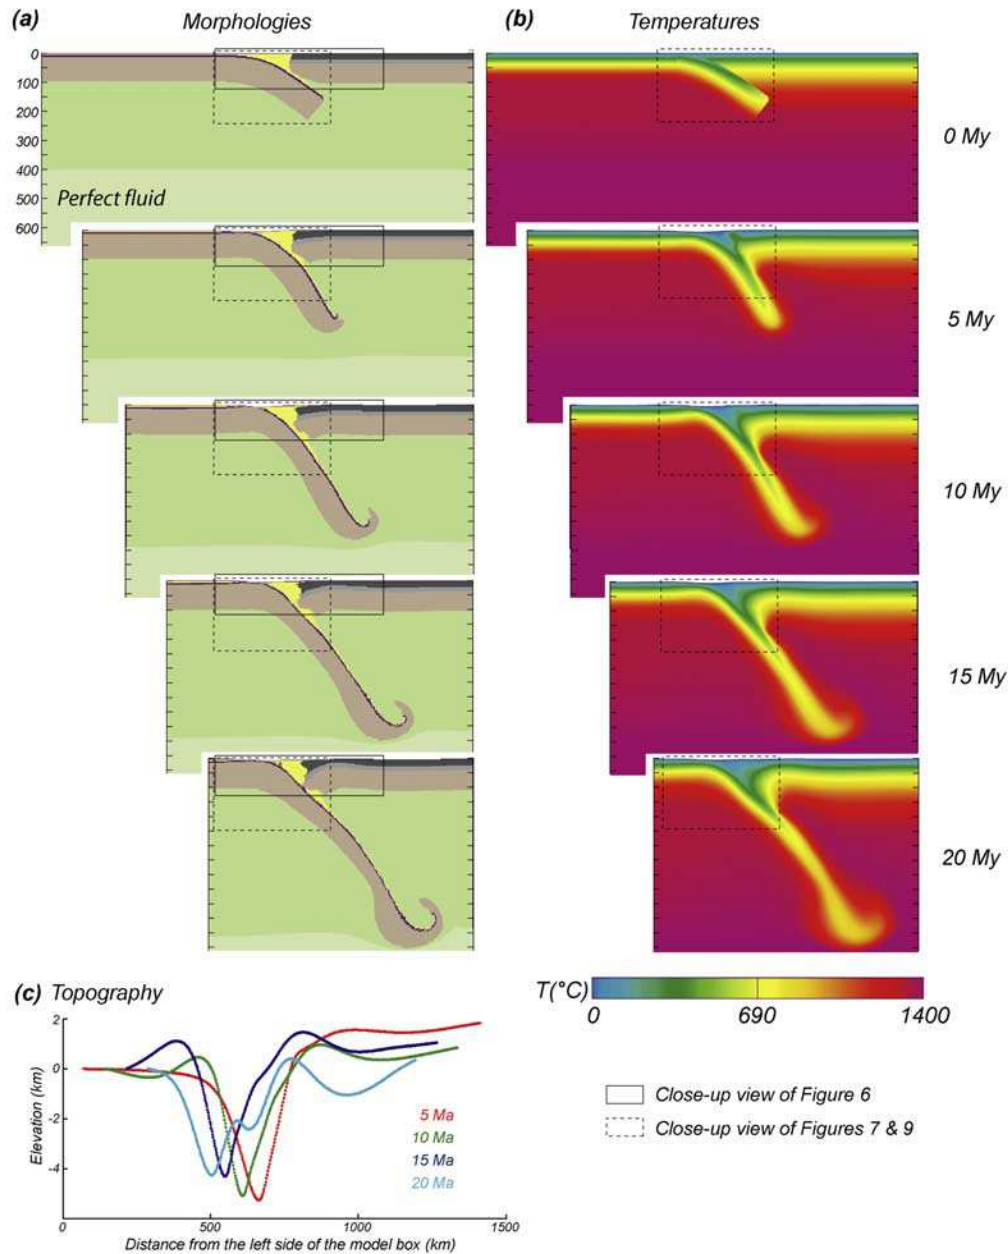 (a) Morphologies
(b) Temperatures
0
100
200
300
400
500
600
Perfect fluid
0 My
5 My
10 My
15 My
20 My
T(°C)
0 690 1400
(c) Topography
2
0
-2
-4
Elevation (km)
5 Ma
10 Ma
15 Ma
20 Ma
0 500 1000 1500
Distance from the left side of the model box (km)
Close-up view of Figure 6
Close-up view of Figures 7 & 9